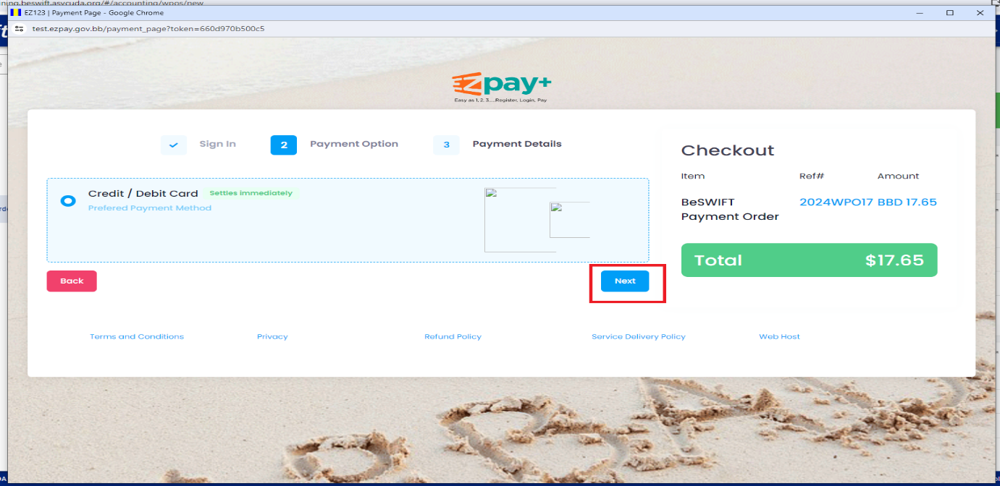 ning.beswift.asycuda.org/#/accounting/wpos/new
EZ123 | Payment Page - Google Chrome
test.ezpay.gov.bb/payment_page?token=660d970b500c5
EZpay+
Easy as 1, 2, 3....Register, Login, Pay
Sign In
2 Payment Option
3 Payment Details
Credit / Debit Card Settles immediately
Prefered Payment Method
Back
Next
Checkout
Item Ref# Amount
BeSWIFT 2024WPO17 BBD 17.65
Payment Order
Total $17.65
Terms and Conditions Privacy Refund Policy Service Delivery Policy Web Host